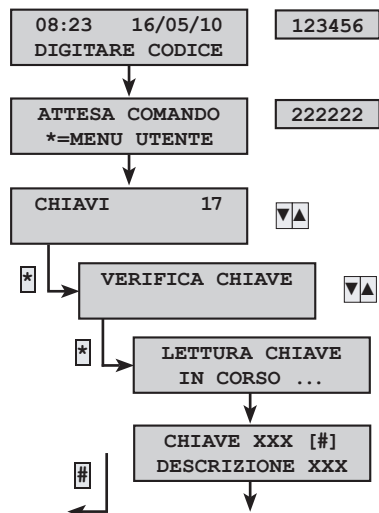 08:23 16/05/10 123456
DIGITARE CODICE
ATTESA COMANDO 222222
*=MENU UTENTE
CHIAVI 17
▼▲
*
VERIFICA CHIAVE
▼▲
*
LETTURA CHIAVE
IN CORSO ...
CHIAVE XXX [#]
DESCRIZIONE XXX
#